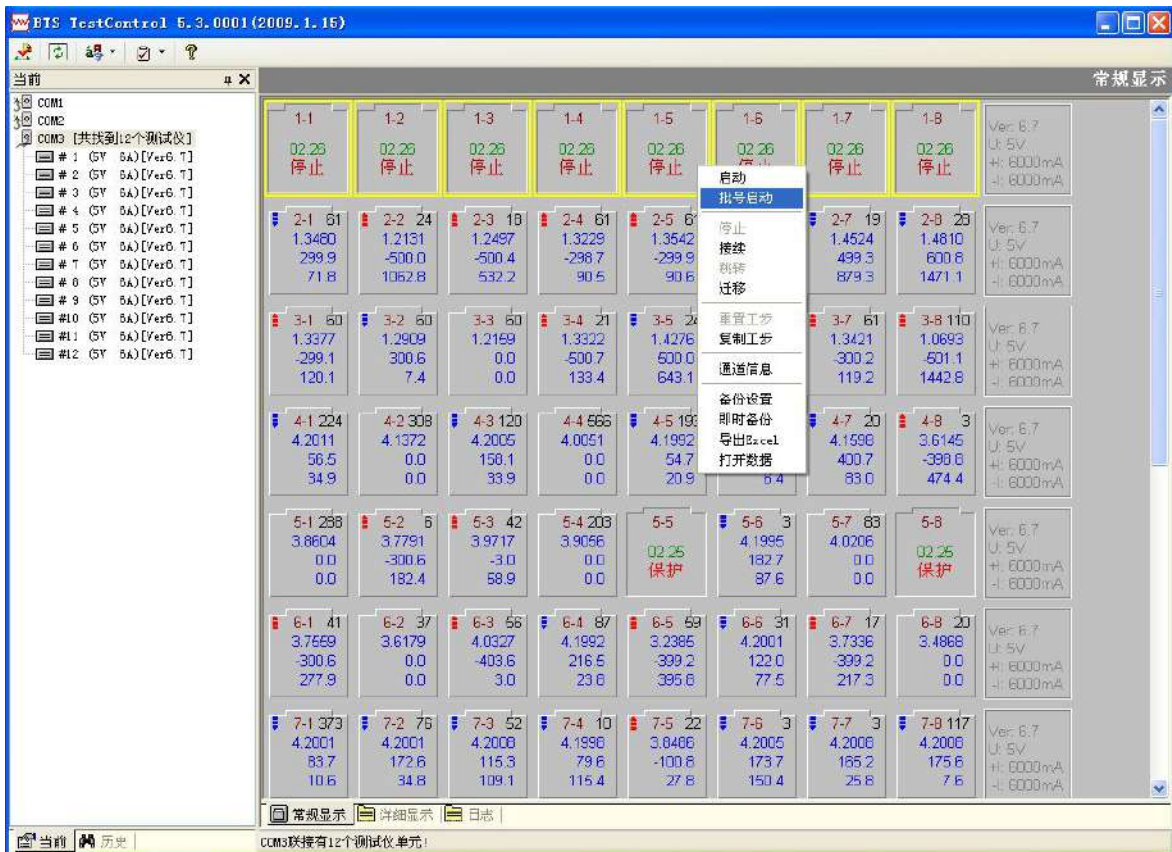 BTS TestControl 5.3.0001(2009.1.15)
当前
常规显示
COM1
COM2
COM3 [共找到12个测试仪]
# 1 (5V 6A)[Ver6.7]
# 2 (5V 6A)[Ver6.7]
# 3 (5V 6A)[Ver6.7]
# 4 (5V 6A)[Ver6.7]
# 5 (5V 6A)[Ver6.7]
# 6 (5V 6A)[Ver6.7]
# 7 (5V 6A)[Ver6.7]
# 8 (5V 6A)[Ver6.7]
# 9 (5V 6A)[Ver6.7]
#10 (5V 6A)[Ver6.7]
#11 (5V 6A)[Ver6.7]
#12 (5V 6A)[Ver6.7]
1-1 1-2 1-3 1-4 1-5 1-6 1-7 1-8 Ver: 6.7
02.26 02.26 02.26 02.26 02.26 02.26 02.26 02.26 U: 5V
停止 停止 停止 停止 停止 停止 停止 +I: 6000mA
-I: 6000mA
启动
批号启动
停止
接续
跳转
迁移
重置工步
复制工步
通道信息
备份设置
即时备份
导出Excel
打开数据
2-1 61 2-2 24 2-3 18 2-4 61 2-5 2-7 19 2-8 28 Ver: 6.7
1.3460 1.2131 1.2497 1.3229 1.3542 1.4524 1.4810 U: 5V
299.9 -500.0 -500.4 -298.7 -299.9 499.3 600.8 +I: 6000mA
71.8 1062.8 532.2 90.5 90.6 879.3 1471.1 -I: 6000mA
3-1 60 3-2 60 3-3 60 3-4 21 3-5 3-7 61 3-8 110 Ver: 6.7
1.3377 1.2909 1.2159 1.3322 1.4276 1.3421 1.0693 U: 5V
-299.1 300.6 0.0 -500.7 500.0 -300.2 -501.1 +I: 6000mA
120.1 7.4 0.0 133.4 643.1 119.2 1442.8 -I: 6000mA
4-1 224 4-2 308 4-3 120 4-4 566 4-5 4-7 20 4-8 3 Ver: 6.7
4.2011 4.1372 4.2005 4.0051 4.1992 4.1598 3.6145 U: 5V
56.5 0.0 158.1 0.0 54.7 400.7 -398.8 +I: 6000mA
34.9 0.0 33.9 0.0 20.9 6.4 83.0 474.4 -I: 6000mA
5-1 288 5-2 6 5-3 42 5-4 203 5-5 5-6 3 5-7 83 5-8 Ver: 6.7
3.8604 3.7791 3.9717 3.9056 02.25 4.1995 4.0206 02.25 U: 5V
0.0 -300.6 -3.0 0.0 保护 182.7 0.0 保护 +I: 6000mA
0.0 182.4 58.9 0.0 87.6 0.0 -I: 6000mA
6-1 41 6-2 37 6-3 56 6-4 87 6-5 59 6-6 31 6-7 17 6-8 20 Ver: 6.7
3.7559 3.6179 4.0327 4.1992 3.2385 4.2001 3.7336 3.4868 U: 5V
-300.6 0.0 -403.6 216.5 -399.2 122.0 -399.2 0.0 +I: 6000mA
277.9 0.0 3.0 23.8 395.8 77.5 217.3 0.0 -I: 6000mA
7-1 373 7-2 76 7-3 52 7-4 10 7-5 22 7-6 3 7-7 3 7-8 117 Ver: 6.7
4.2001 4.2001 4.2008 4.1998 3.8486 4.2005 4.2008 4.2008 U: 5V
83.7 172.6 115.3 79.6 -100.8 173.7 165.2 175.6 +I: 6000mA
10.6 34.8 109.1 115.4 27.8 150.4 25.8 7.6 -I: 6000mA
常规显示 详细显示 日志
当前 历史 COM3联接有12个测试仪单元!